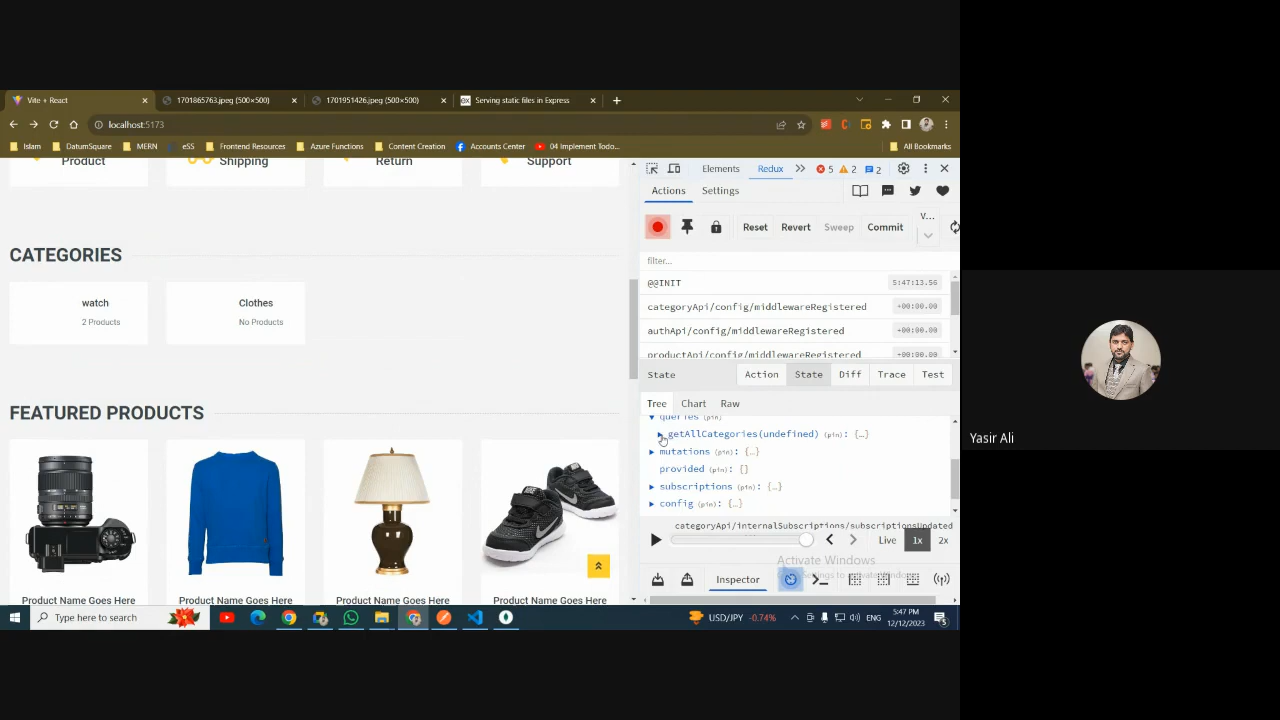 Vite + React
1701865763.jpeg (500×500)
1701951426.jpeg (500×500)
ex Serving static files in Express
localhost:5173
Islam DatumSquare MERN eSS Frontend Resources Azure Functions Content Creation Accounts Center 04 Implement Todo... All Bookmarks
Product Shipping Return Support
CATEGORIES
watch
2 Products
Clothes
No Products
FEATURED PRODUCTS
Product Name Goes Here Product Name Goes Here Product Name Goes Here Product Name Goes Here
Elements Redux 5 2 2
Actions Settings
Reset Revert Sweep Commit V...
filter...
@@INIT 5:47:13.56
categoryApi/config/middlewareRegistered +00:00.00
authApi/config/middlewareRegistered +00:00.00
productApi/config/middlewareRegistered +00:00.00
State Action State Diff Trace Test
Tree Chart Raw
queries (pin)
getAllCategories(undefined) (pin): {…}
mutations (pin): {…}
provided (pin): {}
subscriptions (pin): {…}
config (pin): {…}
categoryApi/internalSubscriptions/subscriptionsUpdated
Live 1x 2x
Activate Windows
Inspector
Type here to search
USD/JPY -0.74%
ENG
5:47 PM
12/12/2023
5
Yasir Ali